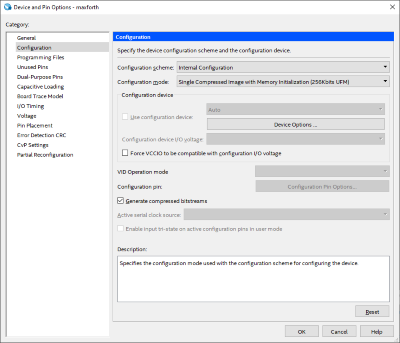 Device and Pin Options - maxforth
Category:
General
Configuration
Programming Files
Unused Pins
Dual-Purpose Pins
Capacitive Loading
Board Trace Model
I/O Timing
Voltage
Pin Placement
Error Detection CRC
CvP Settings
Partial Reconfiguration
Configuration
Specify the device configuration scheme and the configuration device.
Configuration scheme: Internal Configuration
Configuration mode: Single Compressed Image with Memory Initialization (256Kbits UFM)
Configuration device
Use configuration device: Auto
Device Options ...
Configuration device I/O voltage:
Force VCCIO to be compatible with configuration I/O voltage
VID Operation mode
Configuration pin: Configuration Pin Options...
Generate compressed bitstreams
Active serial clock source:
Enable input tri-state on active configuration pins in user mode
Description:
Specifies the configuration mode used with the configuration scheme for configuring the device.
Reset
OK Cancel Help